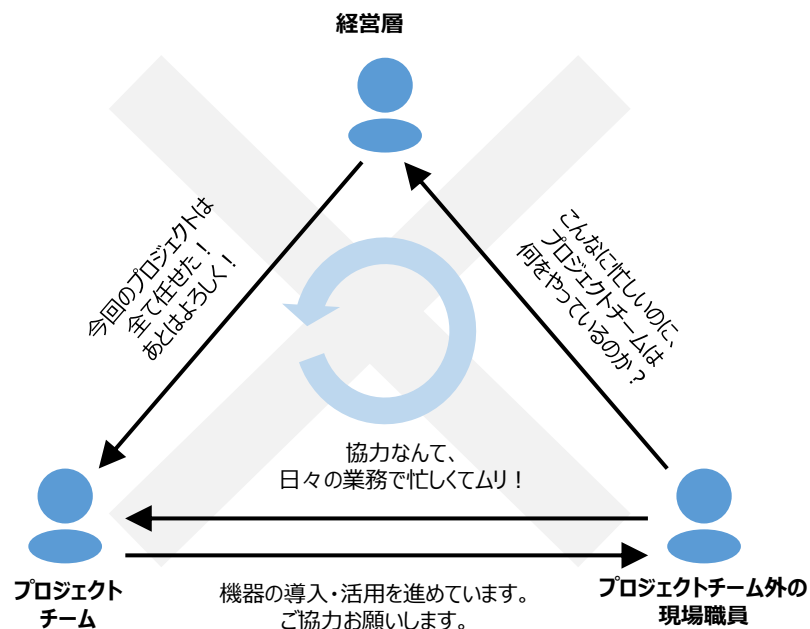 経営層
今回のプロジェクトは
全て任せた！
あとはよろしく！
こんなに忙しいのに、
プロジェクトチームは
何をやっているのか？
協力なんて、
日々の業務で忙しくてムリ！
プロジェクト
チーム
機器の導入・活用を進めています。
ご協力お願いします。
プロジェクトチーム外の
現場職員